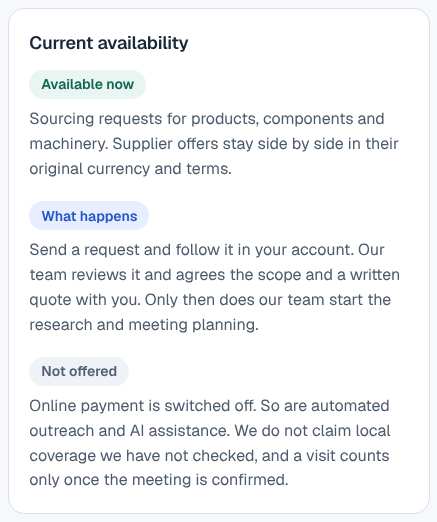 Current availability
Available now
Sourcing requests for products, components and
machinery. Supplier offers stay side by side in their
original currency and terms.
What happens
Send a request and follow it in your account. Our
team reviews it and agrees the scope and a written
quote with you. Only then does our team start the
research and meeting planning.
Not offered
Online payment is switched off. So are automated
outreach and AI assistance. We do not claim local
coverage we have not checked, and a visit counts
only once the meeting is confirmed.